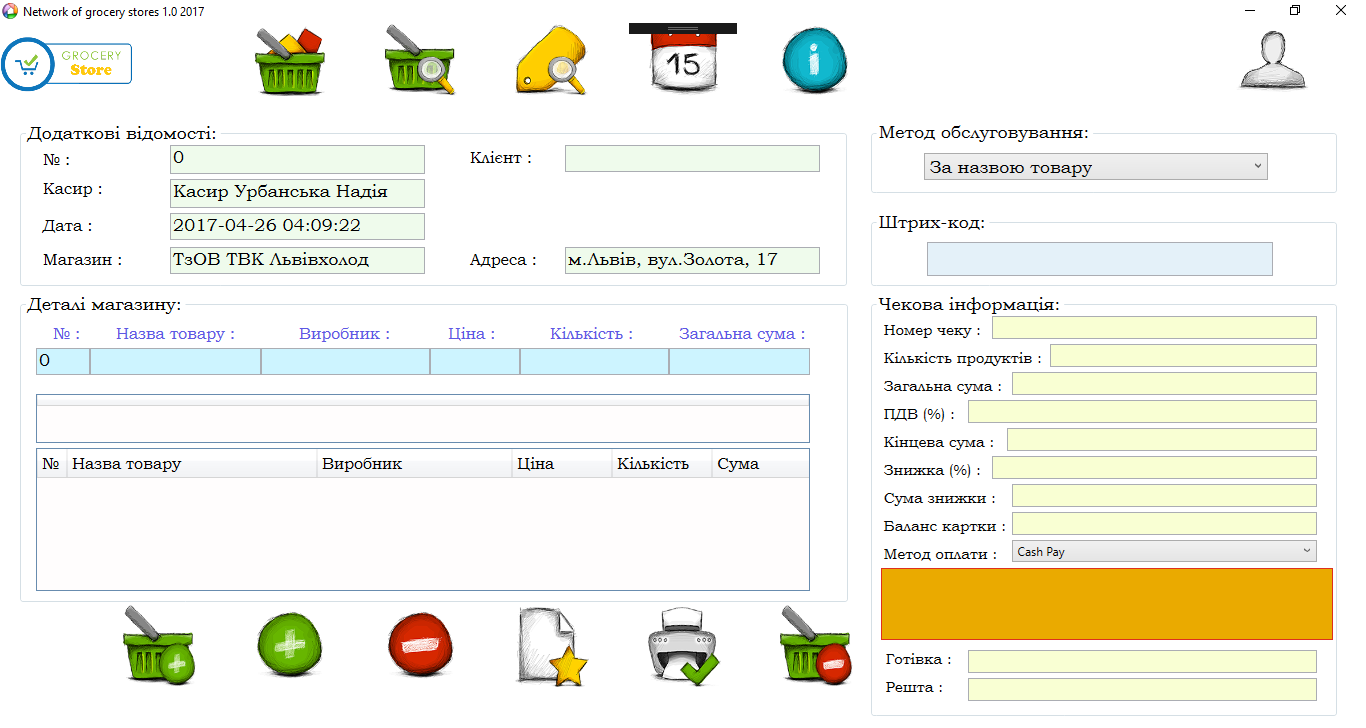 Network of grocery stores 1.0 2017
GROCERY
Store
15
i
Додаткові відомості:
№ :
0
Клієнт :
Касир :
Касир Урбанська Надія
Дата :
2017-04-26 04:09:22
Магазин :
ТзОВ ТВК Львівхолод
Адреса :
м.Львів, вул.Золота, 17
Метод обслуговування:
За назвою товару
Штрих-код:
Деталі магазину:
№ :
Назва товару :
Виробник :
Ціна :
Кількість :
Загальна сума :
0
№
Назва товару
Виробник
Ціна
Кількість
Сума
Чекова інформація:
Номер чеку :
Кількість продуктів :
Загальна сума :
ПДВ (%) :
Кінцева сума :
Знижка (%) :
Сума знижки :
Баланс картки :
Метод оплати :
Cash Pay
Готівка :
Решта :